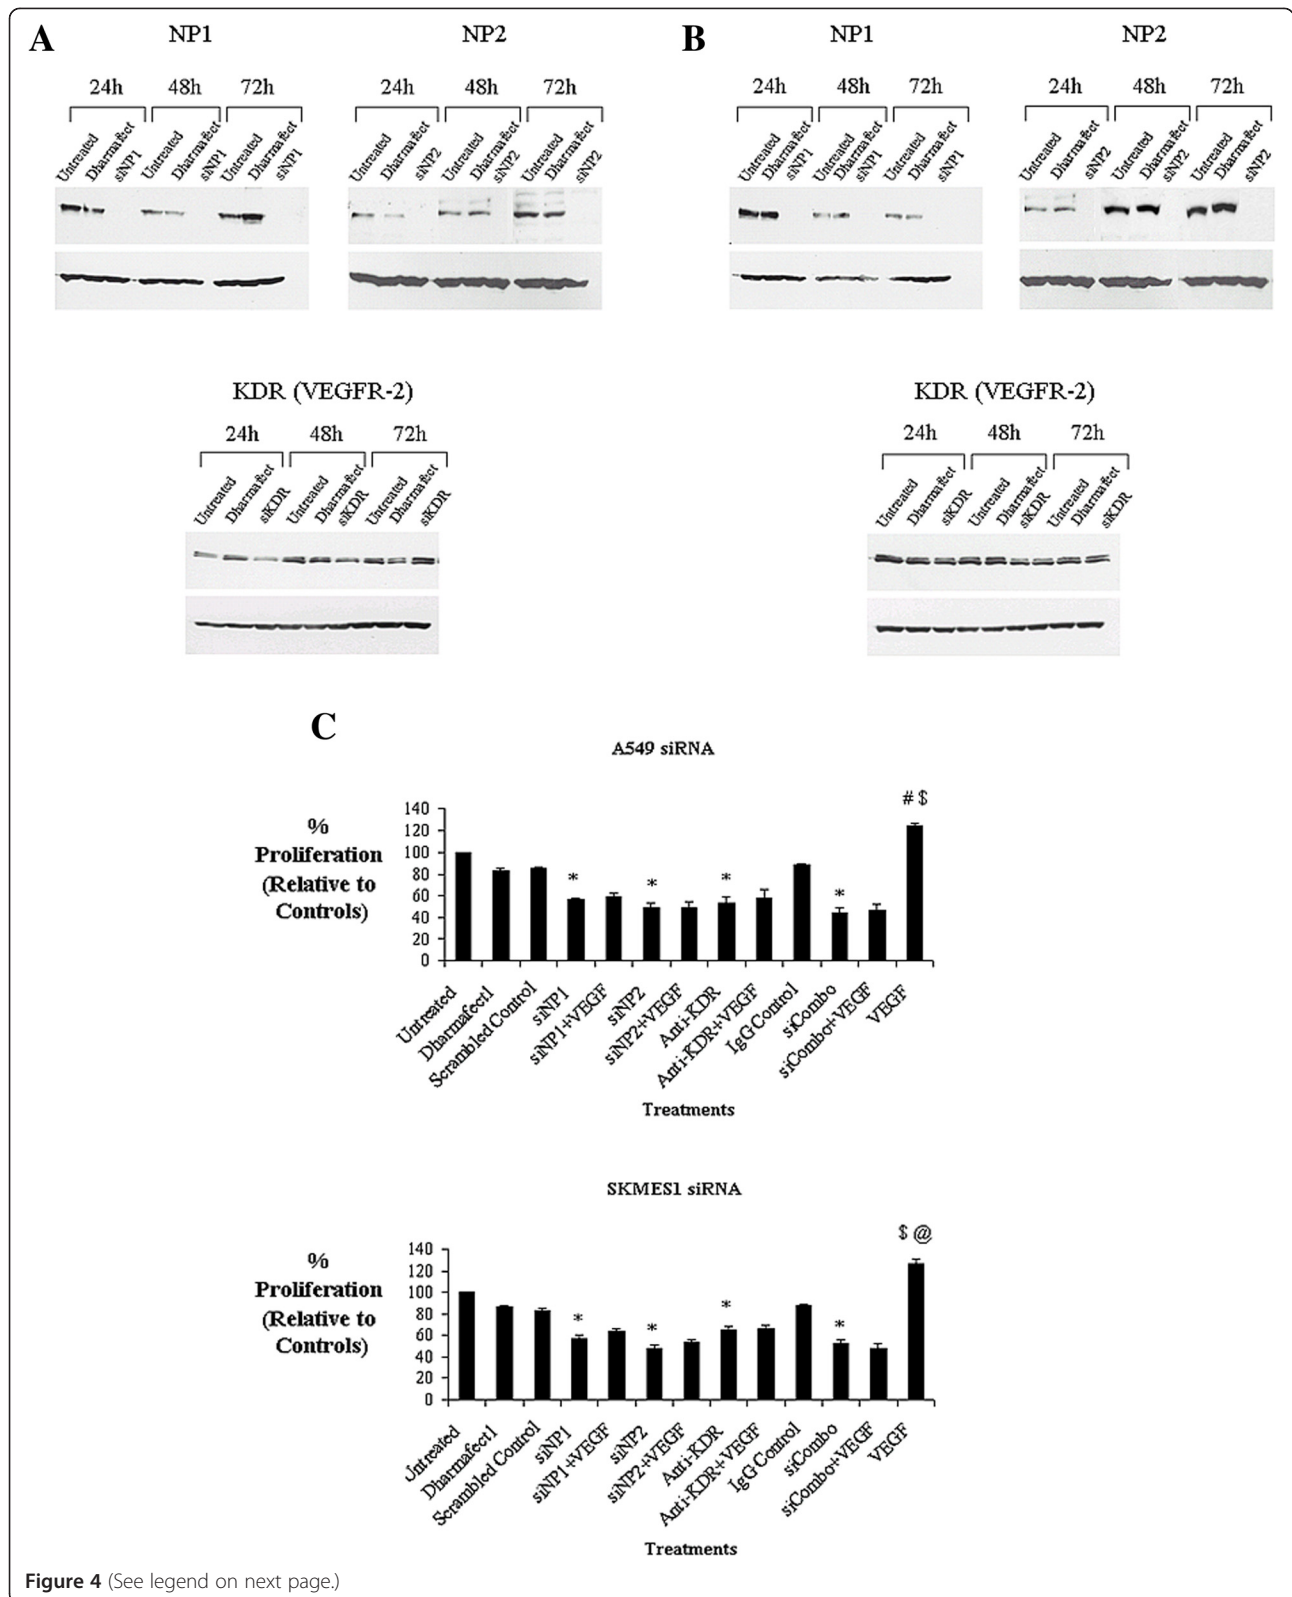 A
NP1
NP2
24h 48h 72h
24h 48h 72h
Untreated Dharmafect siNP1 Untreated Dharmafect siNP1 Untreated Dharmafect siNP1
Untreated Dharmafect siNP2 Untreated Dharmafect siNP2 Untreated Dharmafect siNP2
KDR (VEGFR-2)
24h 48h 72h
Untreated Dharmafect siKDR Untreated Dharmafect siKDR Untreated Dharmafect siKDR
B
NP1
NP2
24h 48h 72h
24h 48h 72h
Untreated Dharmafect siNP1 Untreated Dharmafect siNP1 Untreated Dharmafect siNP1
Untreated Dharmafect siNP2 Untreated Dharmafect siNP2 Untreated Dharmafect siNP2
KDR (VEGFR-2)
24h 48h 72h
Untreated Dharmafect siKDR Untreated Dharmafect siKDR Untreated Dharmafect siKDR
C
A549 siRNA
%
Proliferation
(Relative to
Controls)
140
120
100
80
60
40
20
0
* * * * # $
Untreated
Dharmafect1
Scrambled Control
siNP1
siNP1+VEGF
siNP2
siNP2+VEGF
Anti-KDR
Anti-KDR+VEGF
IgG Control
siCombo
siCombo+VEGF
VEGF
Treatments
SKMES1 siRNA
%
Proliferation
(Relative to
Controls)
140
120
100
80
60
40
20
0
* * * * $ @
Untreated
Dharmafect1
Scrambled Control
siNP1
siNP1+VEGF
siNP2
siNP2+VEGF
Anti-KDR
Anti-KDR+VEGF
IgG Control
siCombo
siCombo+VEGF
VEGF
Treatments
Figure 4 (See legend on next page.)